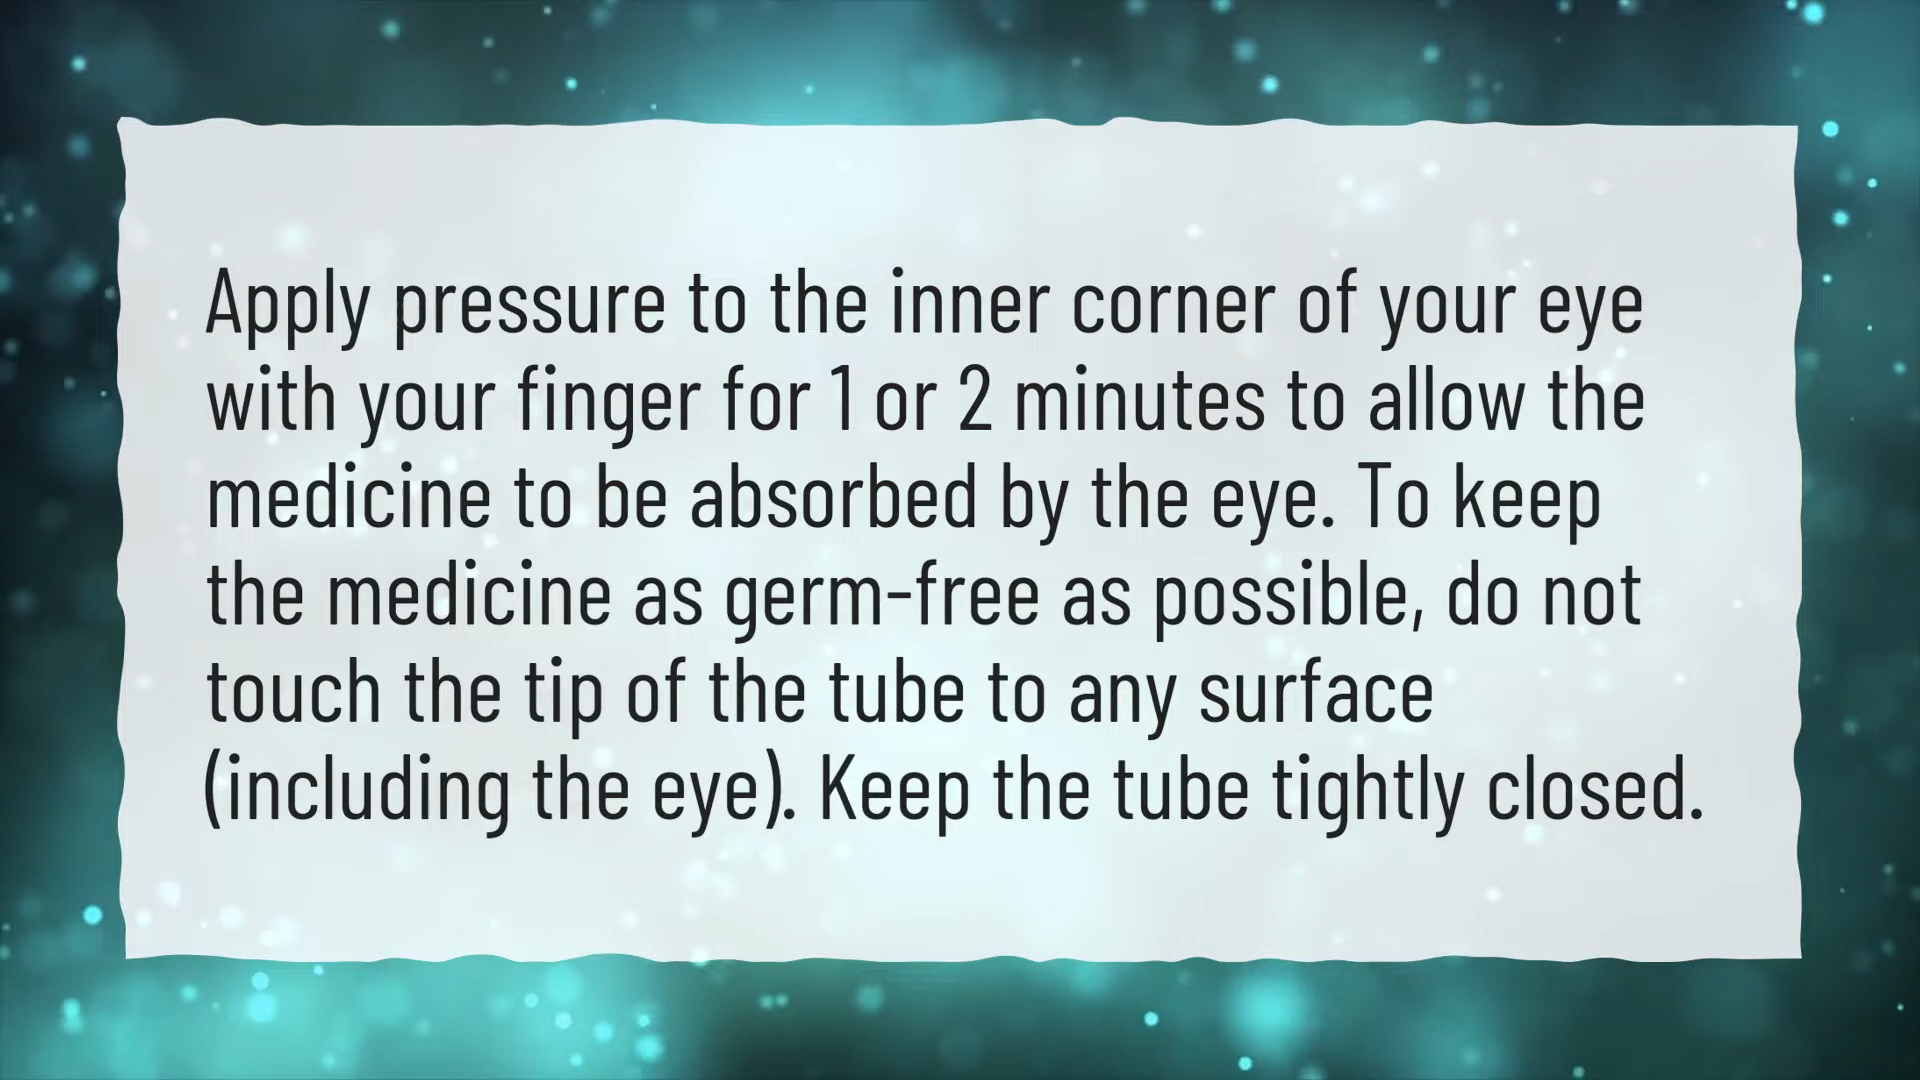 Apply pressure to the inner corner of your eye
with your finger for 1 or 2 minutes to allow the
medicine to be absorbed by the eye. To keep
the medicine as germ-free as possible, do not
touch the tip of the tube to any surface
(including the eye). Keep the tube tightly closed.